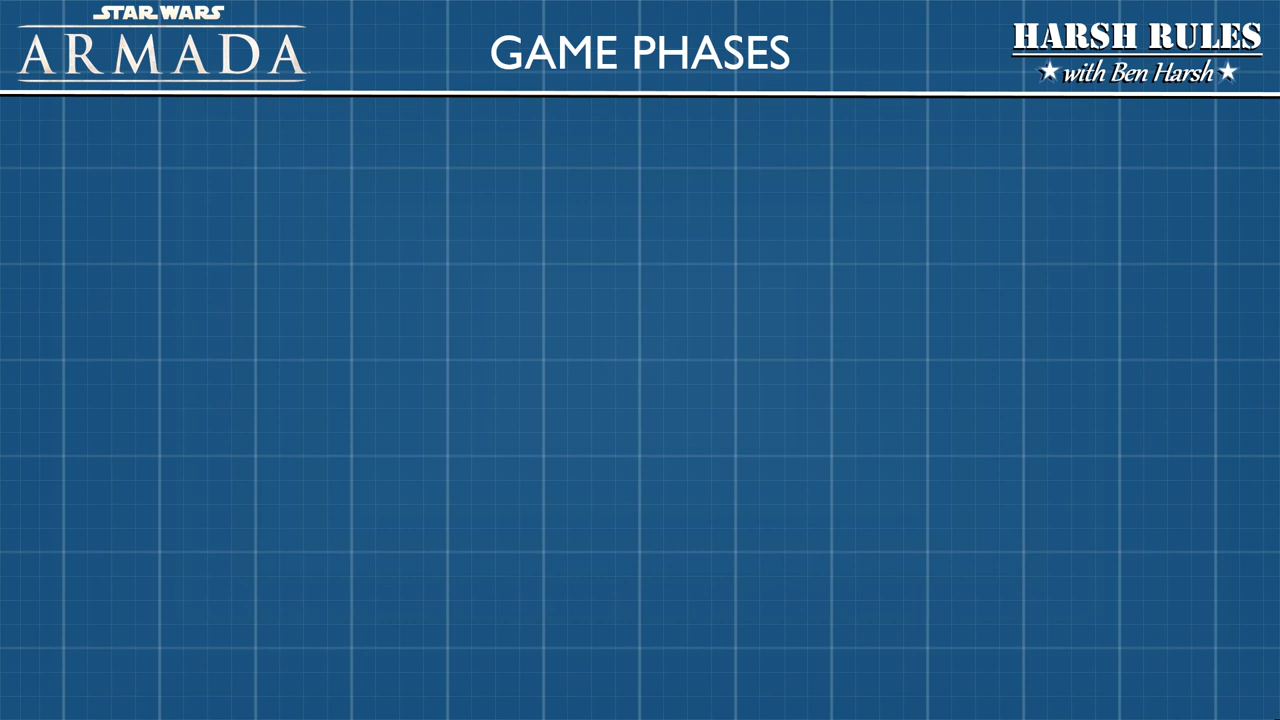 STAR WARS
ARMADA
GAME PHASES
HARSH RULES
with Ben Harsh